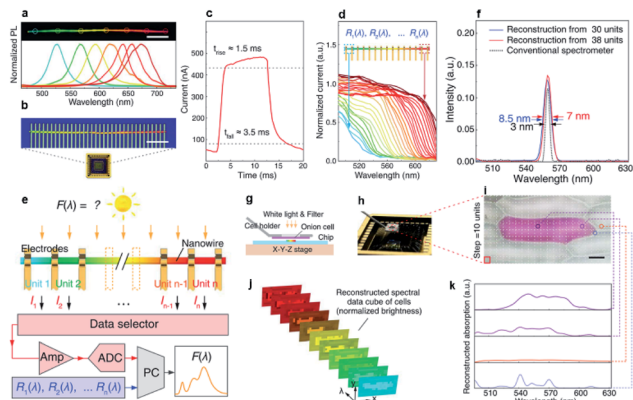 a
Normalized PL
500 550 600 650 700
Wavelength (nm)
b
c
Current (nA)
600
500
400
300
200
100
0
t_rise ≈ 1.5 ms
t_fall ≈ 3.5 ms
0 5 10 15 20
Time (ms)
d
Normalized current (a.u.)
1.5
1.0
0.5
0.0
R₁(λ), R₂(λ), ... Rₙ(λ)
520 540 560 580 600
Wavelength (nm)
f
Reconstruction from 30 units
Reconstruction from 38 units
Conventional spectrometer
Intensity (a.u.)
0.20
0.15
0.10
0.05
0.00
8.5 nm
7 nm
3 nm
510 540 570 600 630
Wavelength (nm)
e
F(λ) = ?
Electrodes
Nanowire
Unit 1 Unit 2 Unit n-1 Unit n
I₁ I₂ ... Iₙ₋₁ Iₙ
Data selector
Amp
ADC
PC
F(λ)
R₁(λ), R₂(λ), ... Rₙ(λ)
g
White light & Filter
Cell holder
Onion cell
Chip
X-Y-Z stage
h
i
Step =10 units
j
Reconstructed spectral
data cube of cells
(normalized brightness)
λ
y
x
k
Reconstructed absorption (a.u.)
510 540 570 600 630